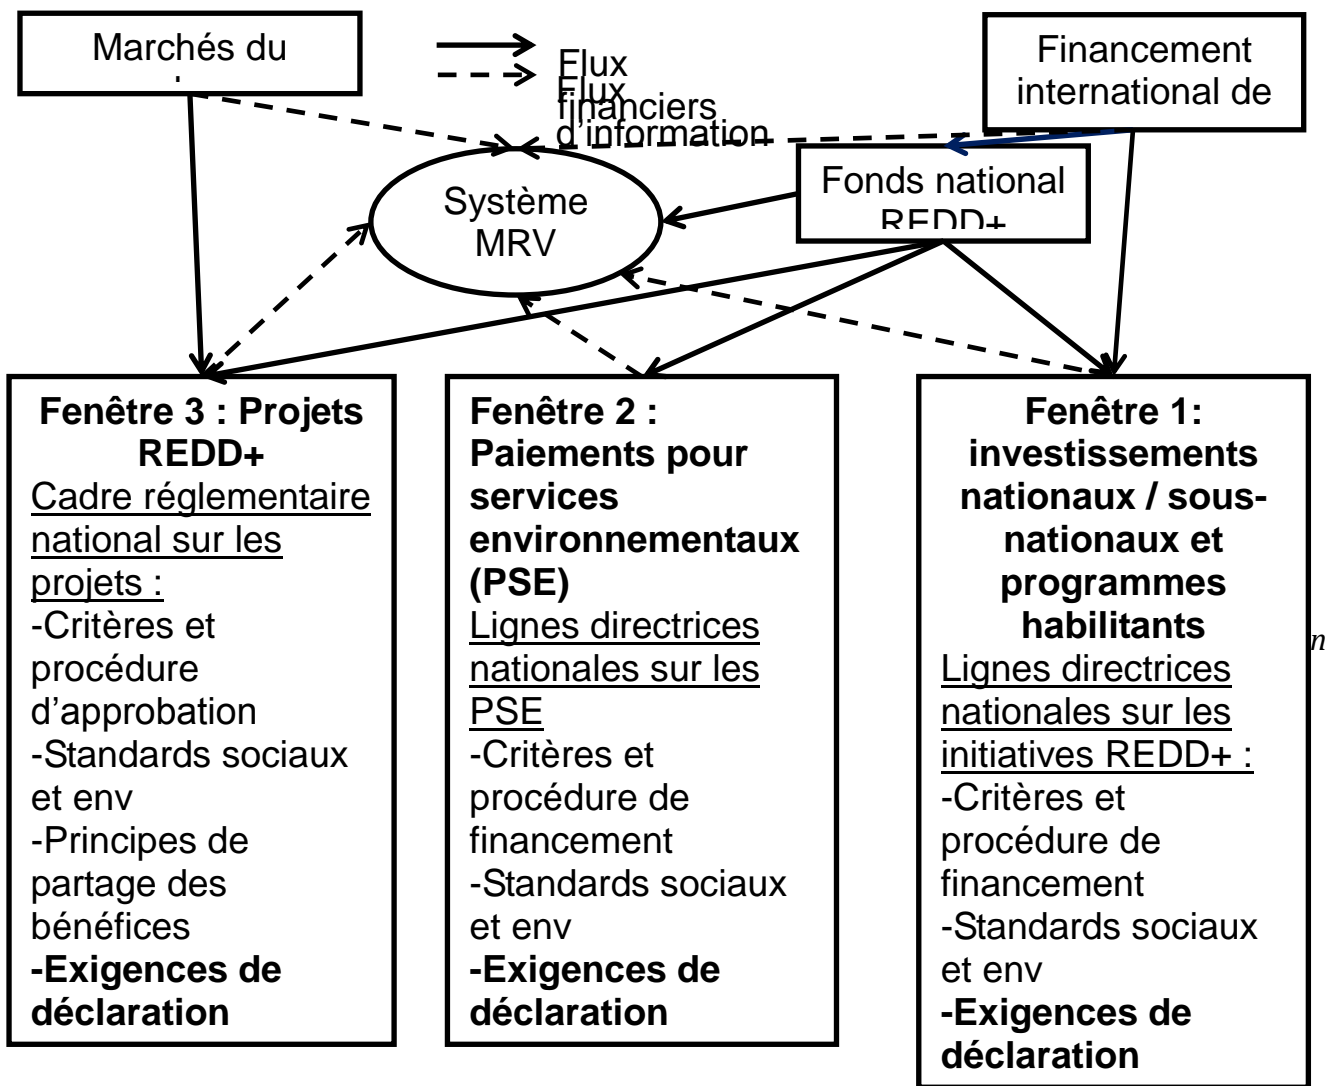 Marchés du
Flux
financiers
Flux
d'information
Financement
international de
Système
MRV
Fonds national
REDD+
Fenêtre 3 : Projets
REDD+
Cadre réglementaire
national sur les
projets :
-Critères et
procédure
d'approbation
-Standards sociaux
et env
-Principes de
partage des
bénéfices
-Exigences de
déclaration
Fenêtre 2 :
Paiements pour
services
environnementaux
(PSE)
Lignes directrices
nationales sur les
PSE
-Critères et
procédure de
financement
-Standards sociaux
et env
-Exigences de
déclaration
Fenêtre 1:
investissements
nationaux / sous-
nationaux et
programmes
habilitants
Lignes directrices
nationales sur les
initiatives REDD+ :
-Critères et
procédure de
financement
-Standards sociaux
et env
-Exigences de
déclaration
n